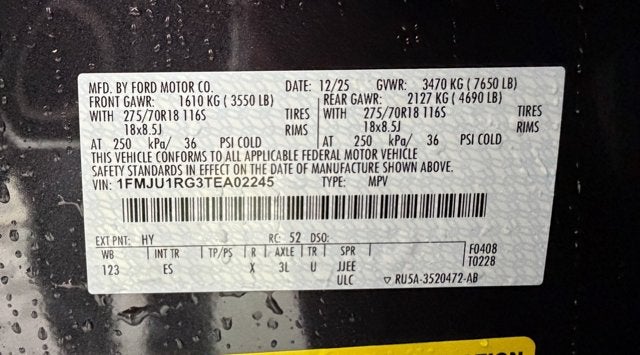 MFD. BY FORD MOTOR CO. DATE: 12/25 GVWR: 3470 KG ( 7650 LB)
FRONT GAWR: 1610 KG ( 3550 LB) REAR GAWR: 2127 KG ( 4690 LB)
WITH 275/70R18 116S TIRES WITH 275/70R18 116S TIRES
18x8.5J RIMS 18x8.5J RIMS
AT 250 kPa/ 36 PSI COLD AT 250 kPa/ 36 PSI COLD
THIS VEHICLE CONFORMS TO ALL APPLICABLE FEDERAL MOTOR VEHICLE
SAFETY STANDARDS IN EFFECT ON THE DATE OF MANUFACTURE SHOWN ABOVE.
VIN: 1FMJU1RG3TEA02245 TYPE: MPV
EXT PNT: HY RC: 52 DSO:
WB INT TR TP/PS R AXLE TR SPR F0408
123 ES X 3L U JJEE T0228
ULC ▽ RU5A-3520472-AB